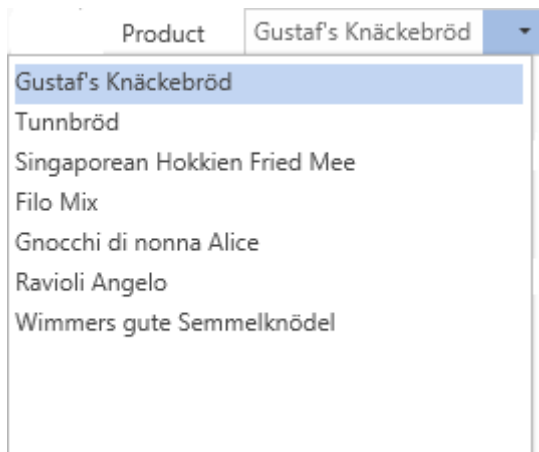 Product Gustaf's Knäckebröd
Gustaf's Knäckebröd
Tunnbröd
Singaporean Hokkien Fried Mee
Filo Mix
Gnocchi di nonna Alice
Ravioli Angelo
Wimmers gute Semmelknödel